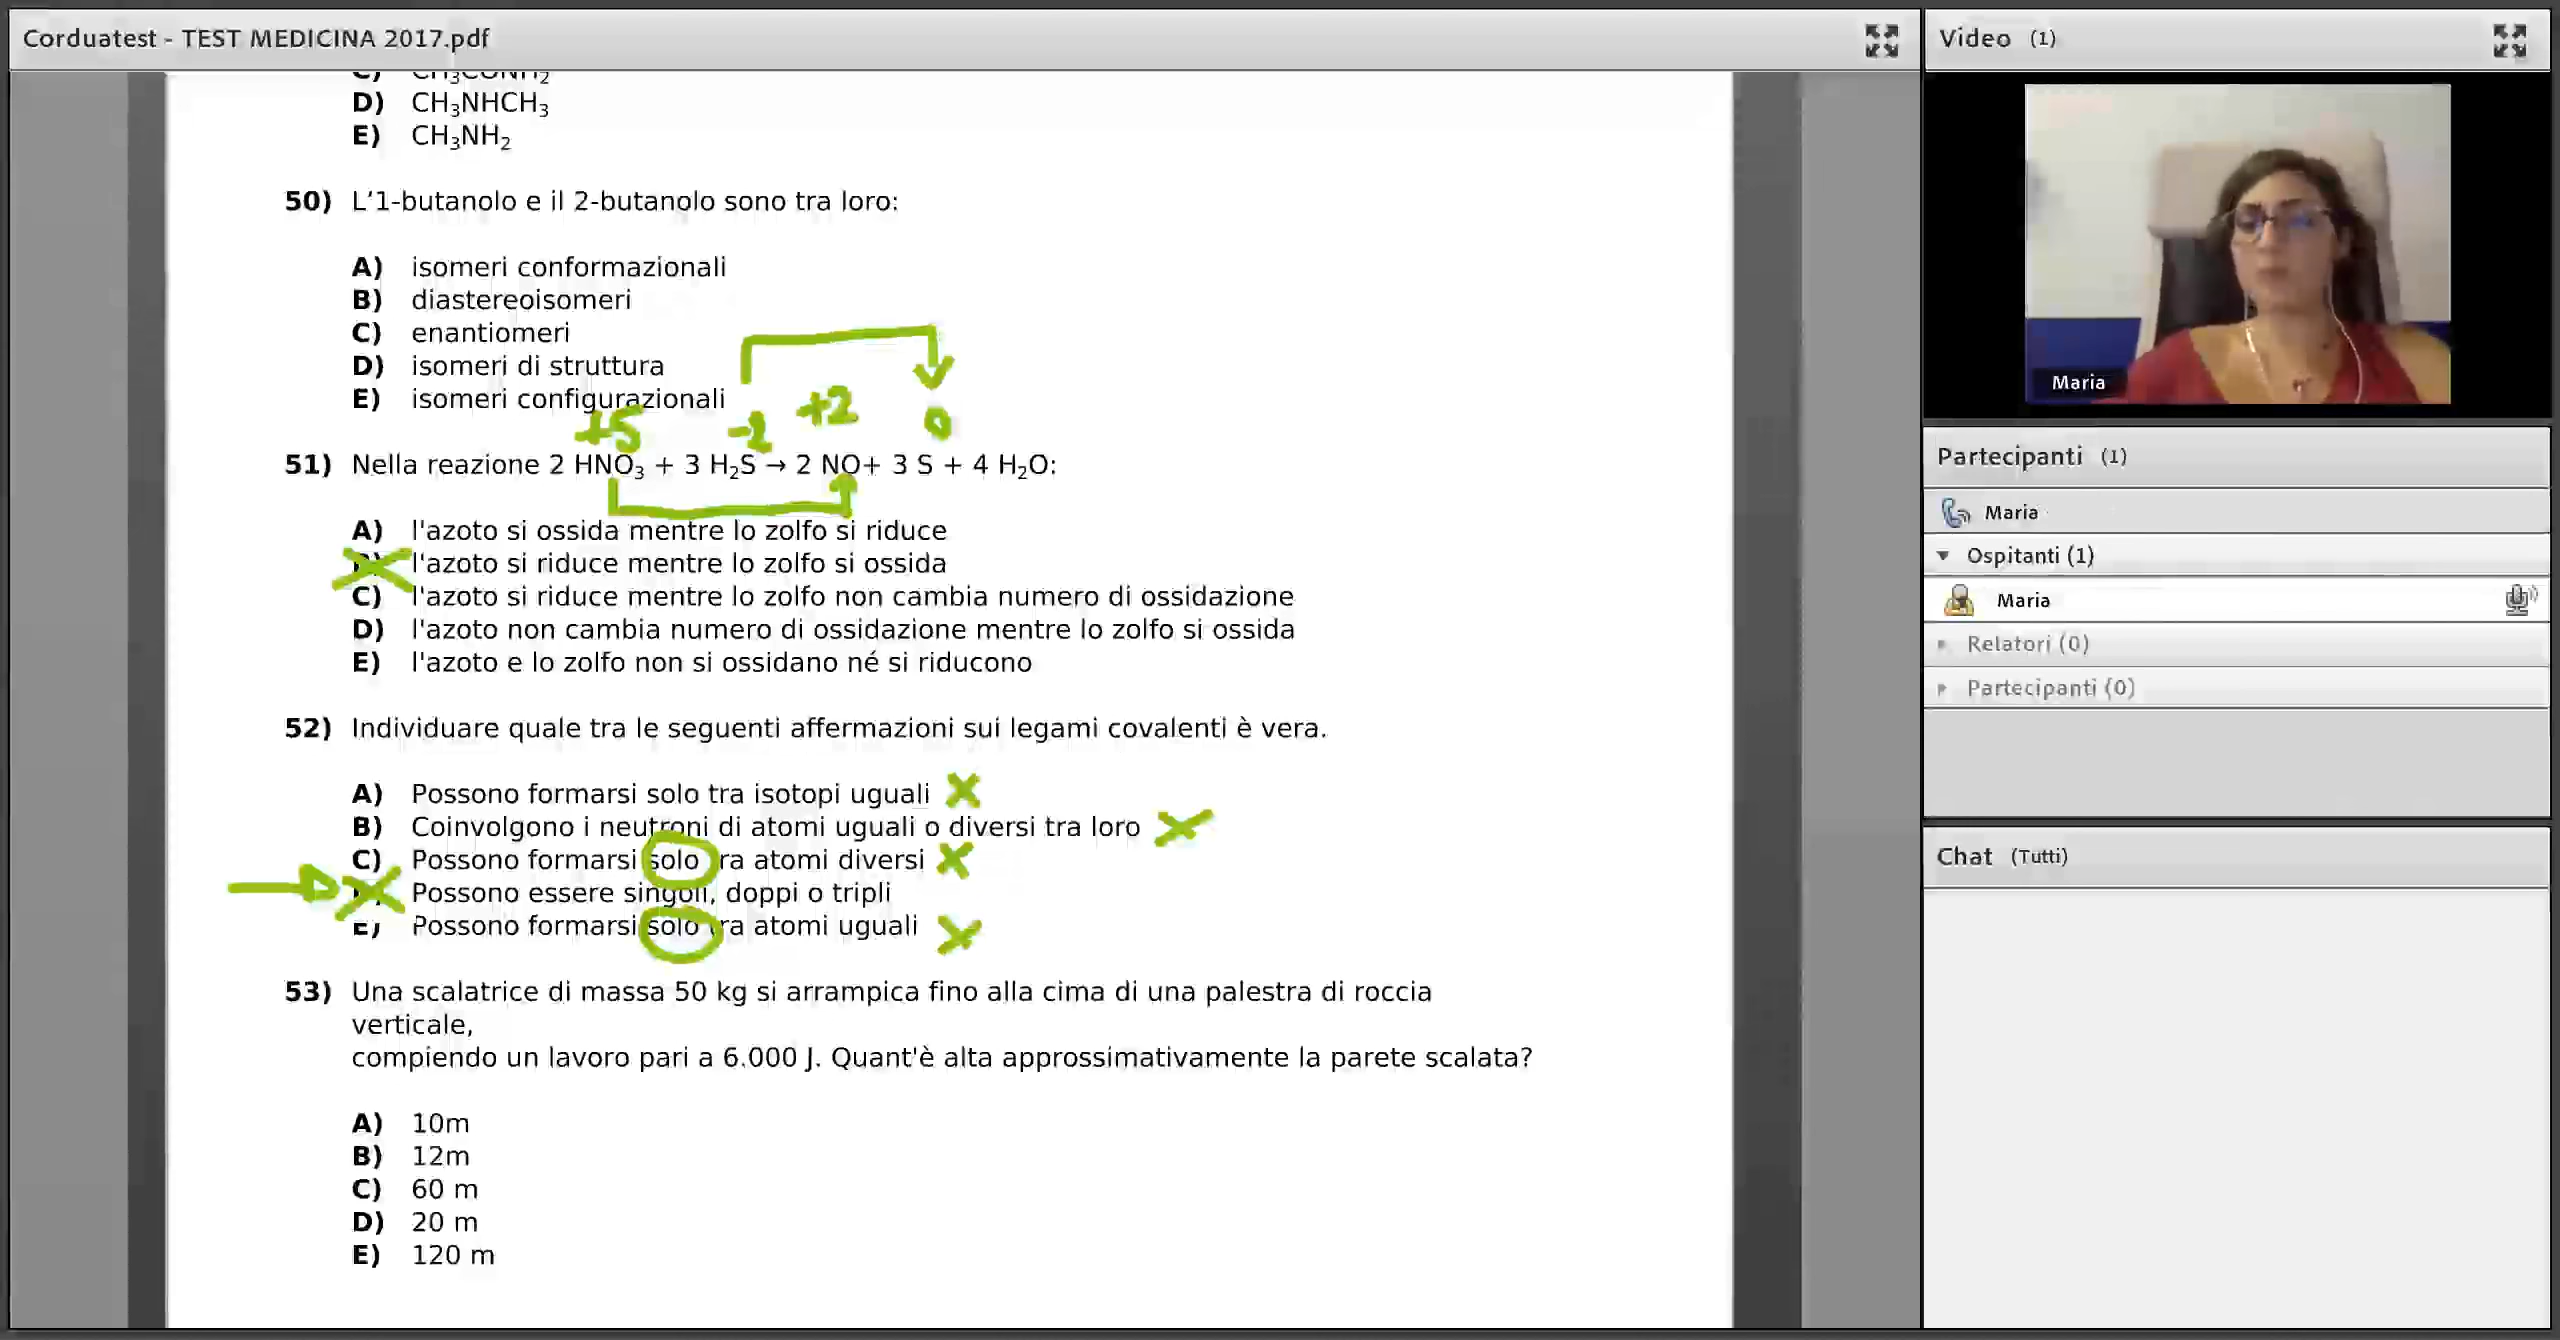 Corduatest - TEST MEDICINA 2017.pdf
C) CH3CONH2
D) CH3NHCH3
E) CH3NH2
50) L'1-butanolo e il 2-butanolo sono tra loro:
A) isomeri conformazionali
B) diastereoisomeri
C) enantiomeri
D) isomeri di struttura
E) isomeri configurazionali
+5 -2 +2 0
51) Nella reazione 2 HNO3 + 3 H2S → 2 NO+ 3 S + 4 H2O:
A) l'azoto si ossida mentre lo zolfo si riduce
l'azoto si riduce mentre lo zolfo si ossida
C) l'azoto si riduce mentre lo zolfo non cambia numero di ossidazione
D) l'azoto non cambia numero di ossidazione mentre lo zolfo si ossida
E) l'azoto e lo zolfo non si ossidano né si riducono
52) Individuare quale tra le seguenti affermazioni sui legami covalenti è vera.
A) Possono formarsi solo tra isotopi uguali
B) Coinvolgono i neutroni di atomi uguali o diversi tra loro
C) Possono formarsi solo tra atomi diversi
Possono essere singoli, doppi o tripli
E) Possono formarsi solo tra atomi uguali
53) Una scalatrice di massa 50 kg si arrampica fino alla cima di una palestra di roccia
verticale,
compiendo un lavoro pari a 6.000 J. Quant'è alta approssimativamente la parete scalata?
A) 10m
B) 12m
C) 60 m
D) 20 m
E) 120 m
Video (1)
Maria
Partecipanti (1)
Maria
Ospitanti (1)
Maria
Relatori (0)
Partecipanti (0)
Chat (Tutti)